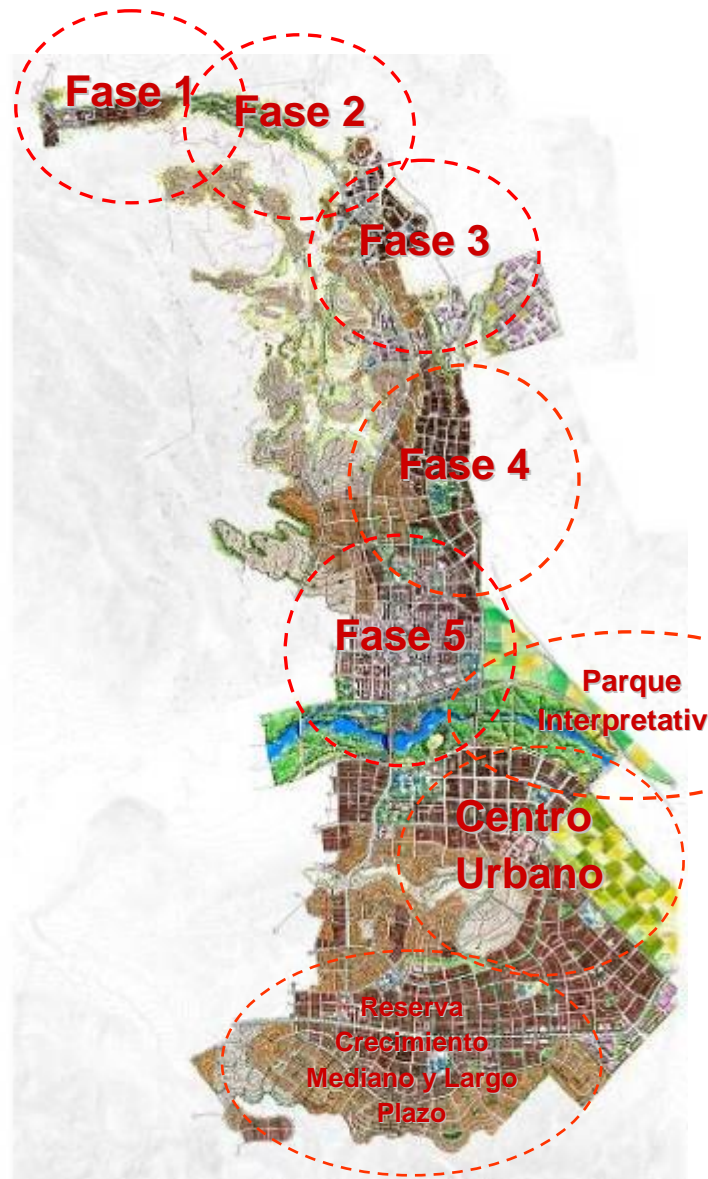 Fase 1
Fase 2
Fase 3
Fase 4
Fase 5
Parque
Interpretativ
Centro
Urbano
Reserva
Crecimiento
Mediano y Largo
Plazo